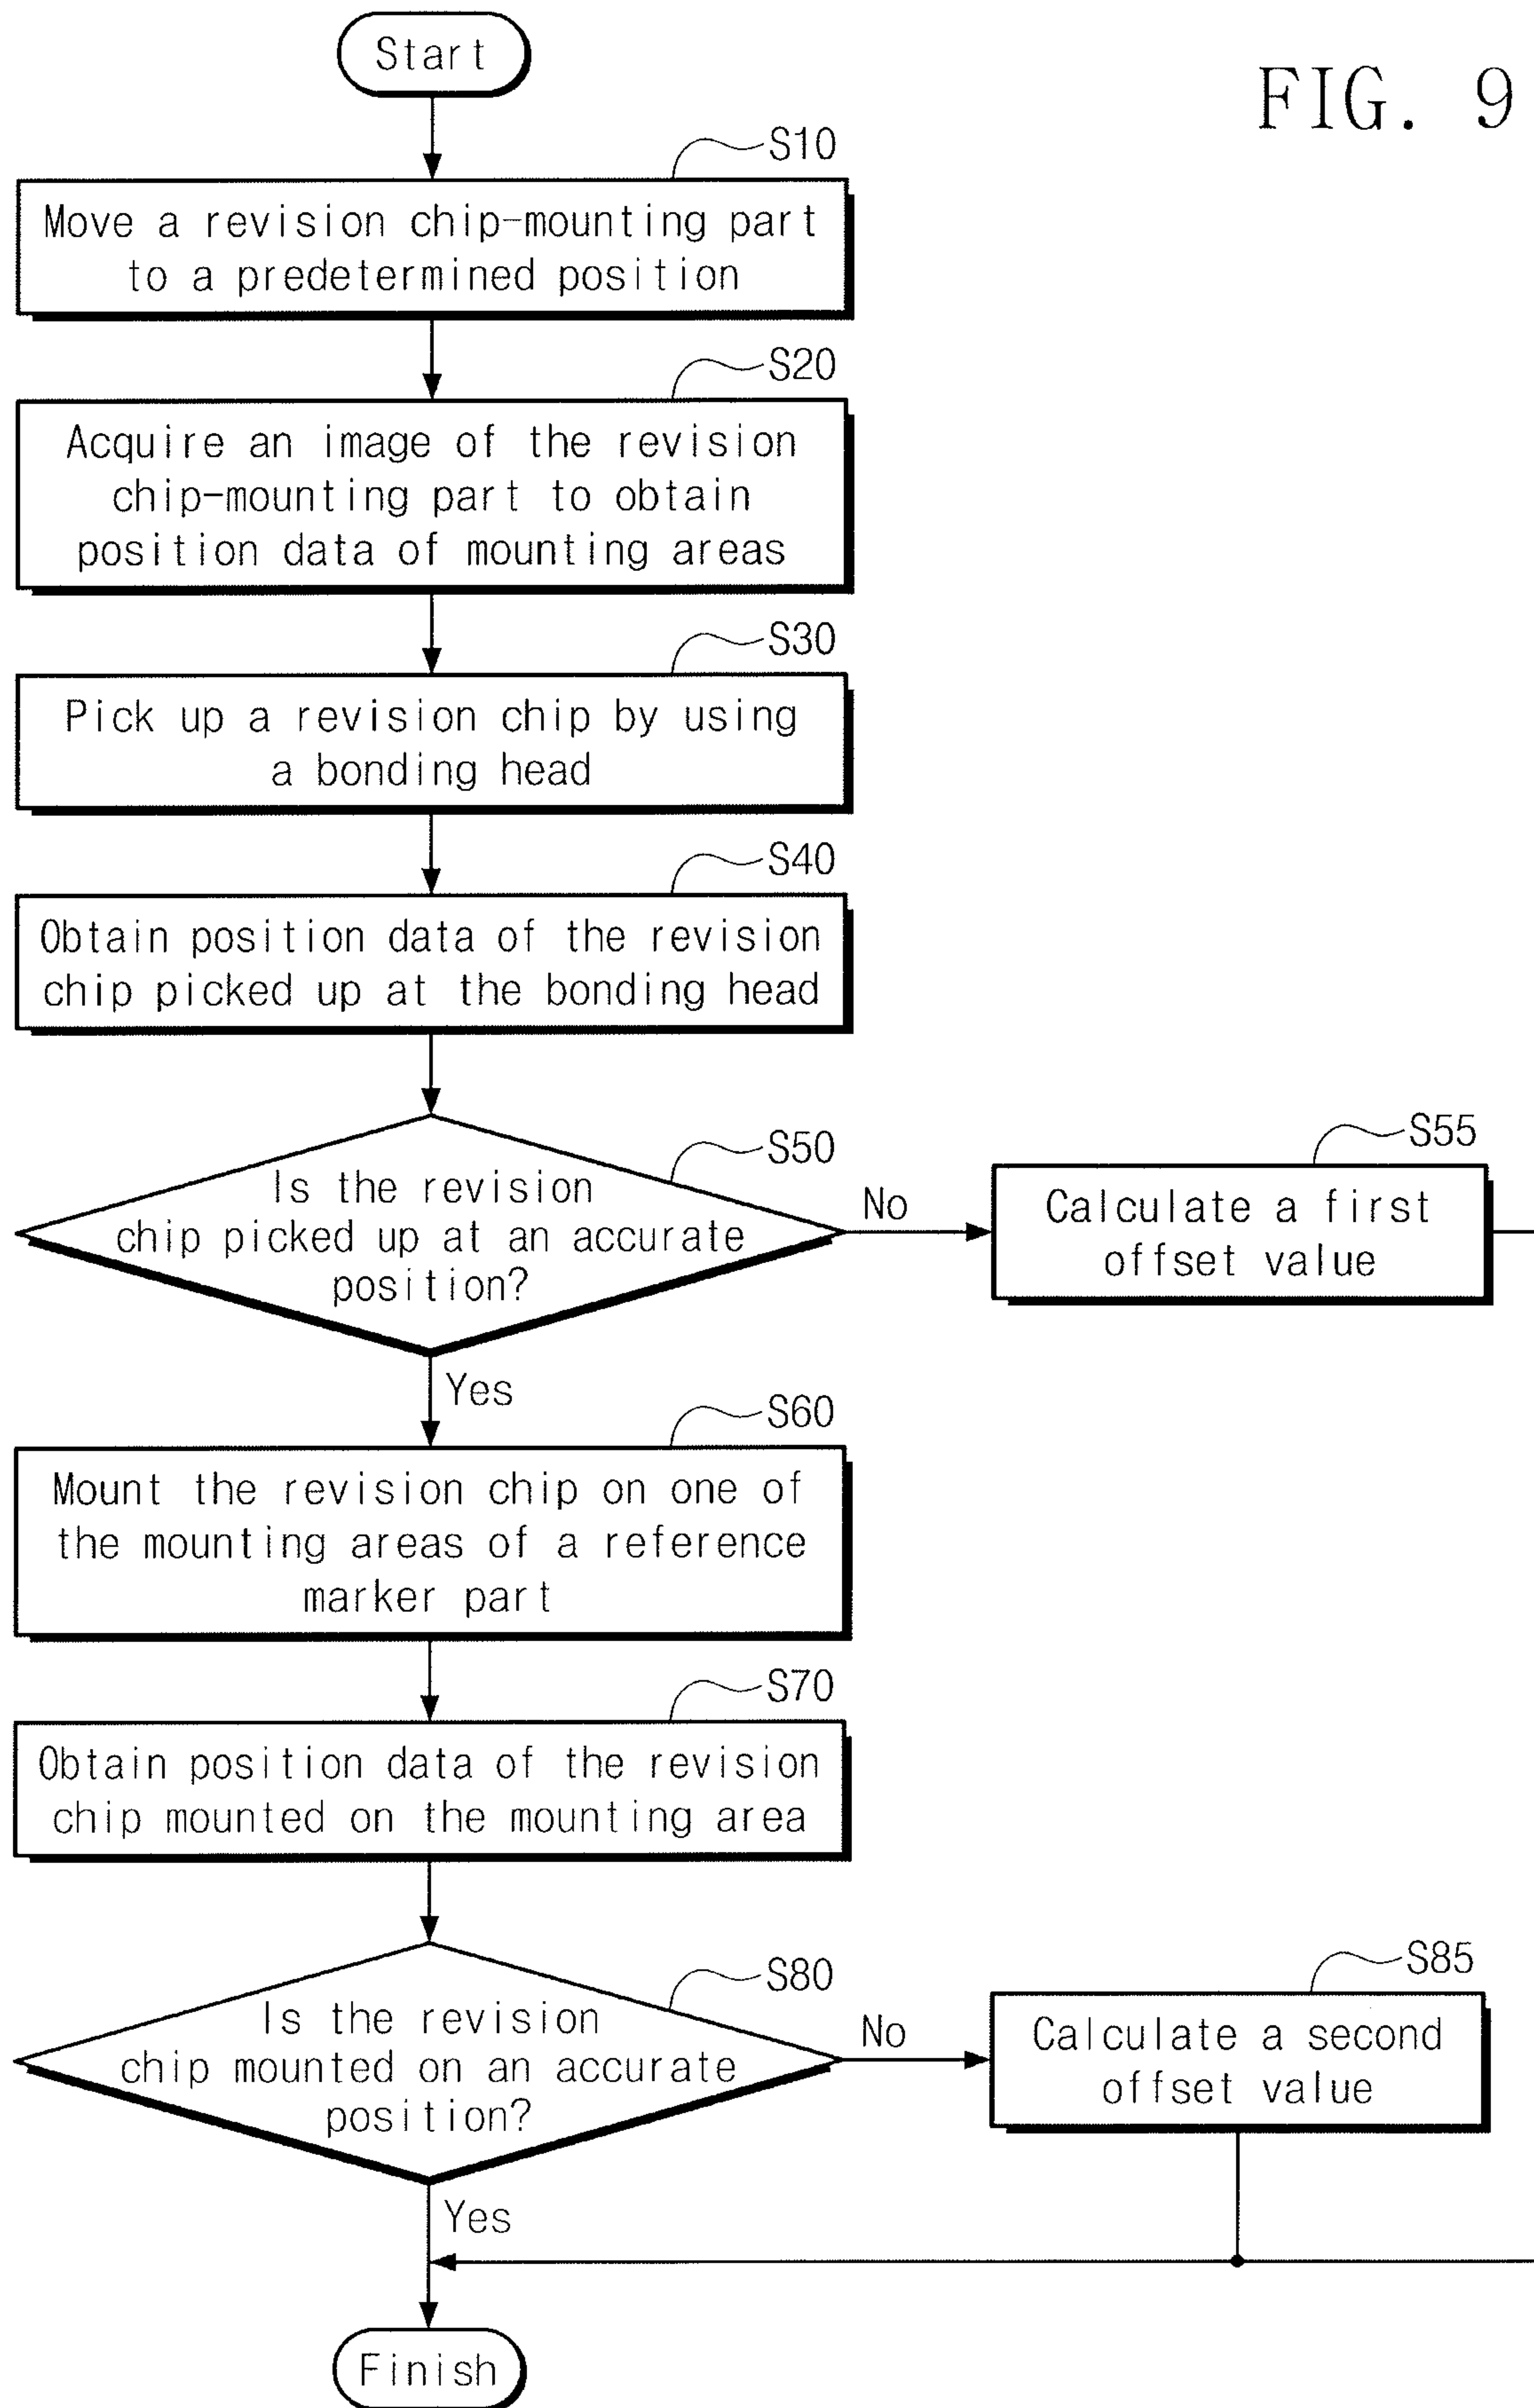 Start
FIG. 9
S10
Move a revision chip-mounting part
to a predetermined position
S20
Acquire an image of the revision
chip-mounting part to obtain
position data of mounting areas
S30
Pick up a revision chip by using
a bonding head
S40
Obtain position data of the revision
chip picked up at the bonding head
S50
Is the revision
chip picked up at an accurate
position?
No
S55
Calculate a first
offset value
Yes
S60
Mount the revision chip on one of
the mounting areas of a reference
marker part
S70
Obtain position data of the revision
chip mounted on the mounting area
S80
Is the revision
chip mounted on an accurate
position?
No
S85
Calculate a second
offset value
Yes
Finish